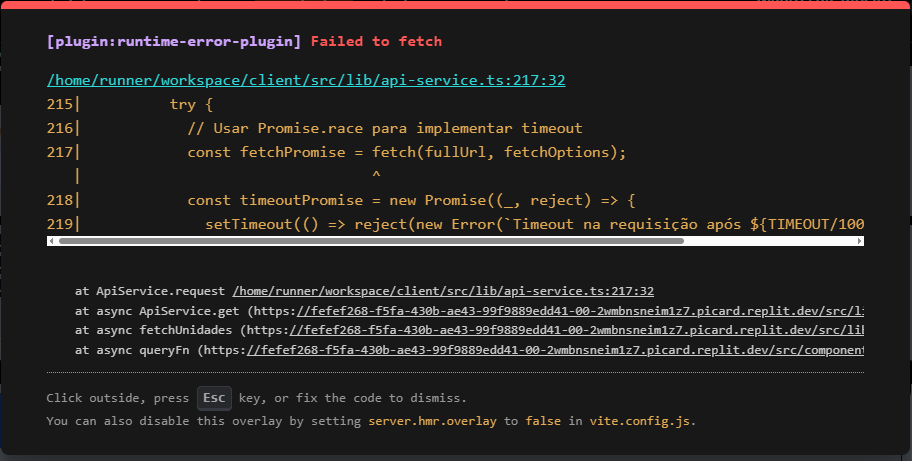 [plugin:runtime-error-plugin] Failed to fetch
/home/runner/workspace/client/src/lib/api-service.ts:217:32
215|          try {
216|            // Usar Promise.race para implementar timeout
217|            const fetchPromise = fetch(fullUrl, fetchOptions);
   |                                 ^
218|            const timeoutPromise = new Promise((_, reject) => {
219|              setTimeout(() => reject(new Error(`Timeout na requisição após ${TIMEOUT/100
at ApiService.request /home/runner/workspace/client/src/lib/api-service.ts:217:32
at async ApiService.get (https://fefef268-f5fa-430b-ae43-99f9889edd41-00-2wmbnsneim1z7.picard.replit.dev/src/li
at async fetchUnidades (https://fefef268-f5fa-430b-ae43-99f9889edd41-00-2wmbnsneim1z7.picard.replit.dev/src/lib
at async queryFn (https://fefef268-f5fa-430b-ae43-99f9889edd41-00-2wmbnsneim1z7.picard.replit.dev/src/component
Click outside, press Esc key, or fix the code to dismiss.
You can also disable this overlay by setting server.hmr.overlay to false in vite.config.js.